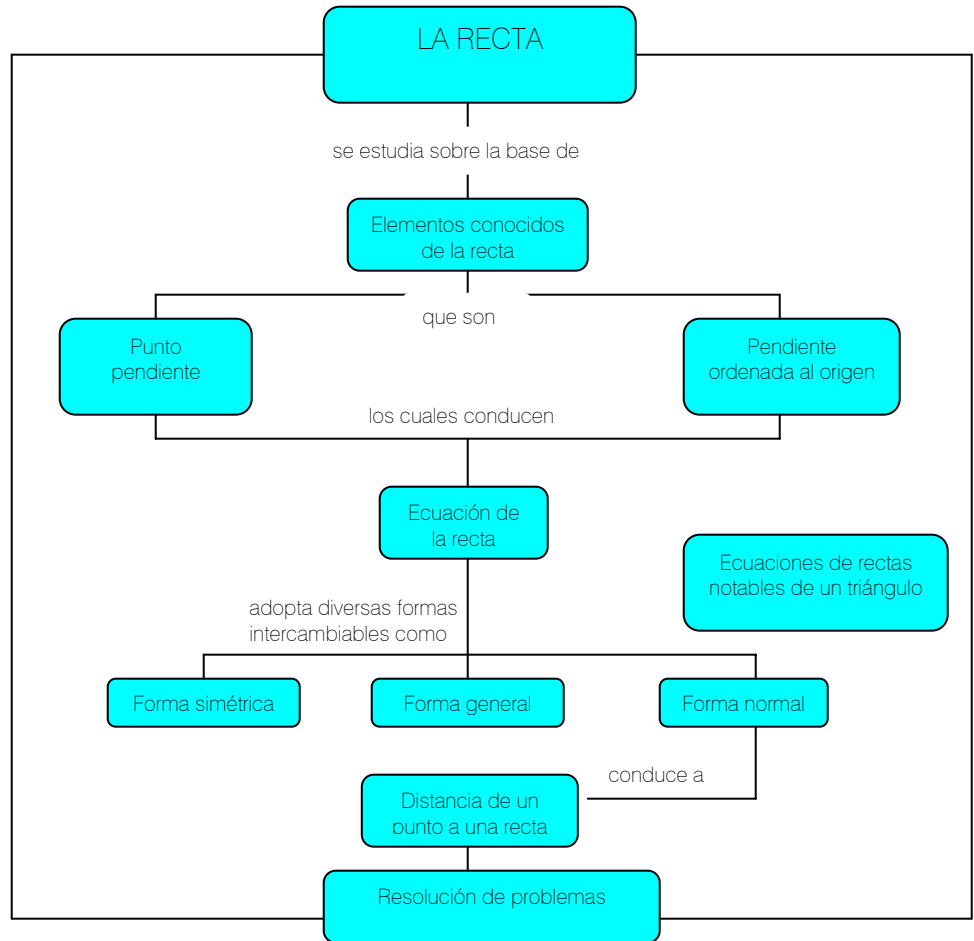 LA RECTA
se estudia sobre la base de
Elementos conocidos
de la recta
que son
Punto
pendiente
Pendiente
ordenada al origen
los cuales conducen
Ecuación de
la recta
Ecuaciones de rectas
notables de un triángulo
adopta diversas formas
intercambiables como
Forma simétrica
Forma general
Forma normal
conduce a
Distancia de un
punto a una recta
Resolución de problemas